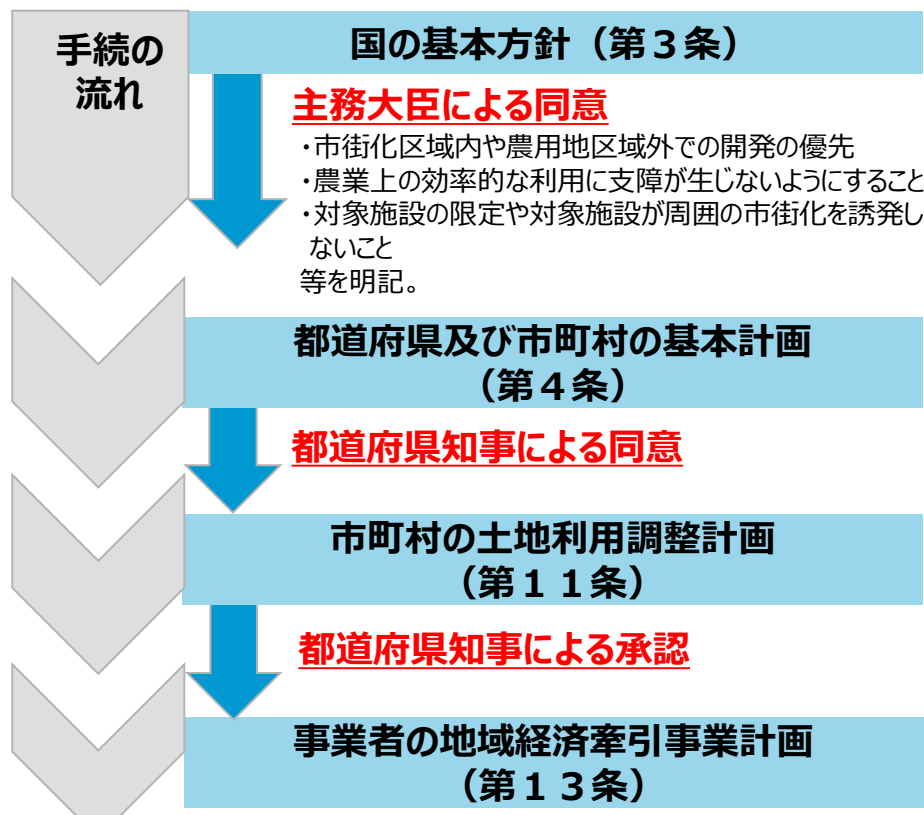 手続の
流れ
国の基本方針（第３条）
主務大臣による同意
・市街化区域内や農用地区域外での開発の優先
・農業上の効率的な利用に支障が生じないようにすること
・対象施設の限定や対象施設が周囲の市街化を誘発し
ないこと
等を明記。
都道府県及び市町村の基本計画
（第４条）
都道府県知事による同意
市町村の土地利用調整計画
（第１１条）
都道府県知事による承認
事業者の地域経済牽引事業計画
（第１３条）